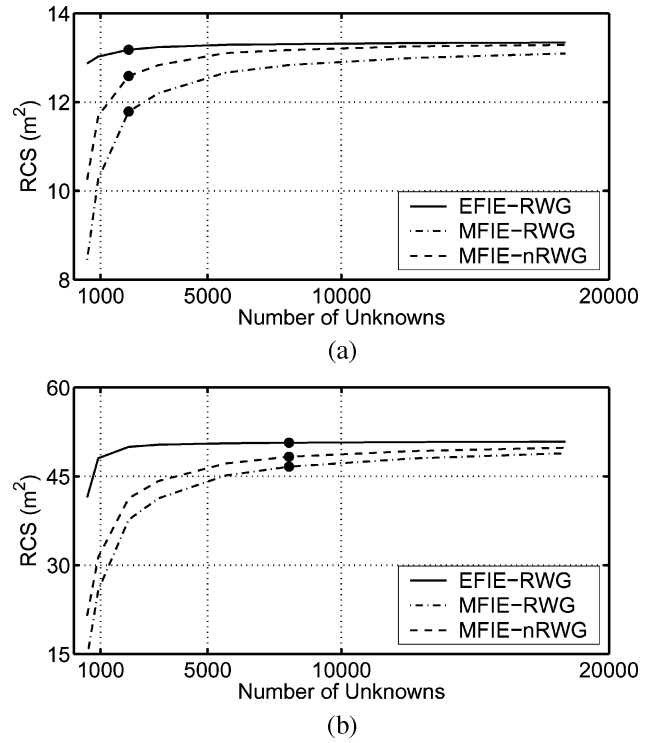 14
12
10
8
RCS (m²)
EFIE−RWG
MFIE−RWG
MFIE−nRWG
1000 5000 10000 20000
Number of Unknowns
(a)
60
45
30
15
RCS (m²)
EFIE−RWG
MFIE−RWG
MFIE−nRWG
1000 5000 10000 20000
Number of Unknowns
(b)